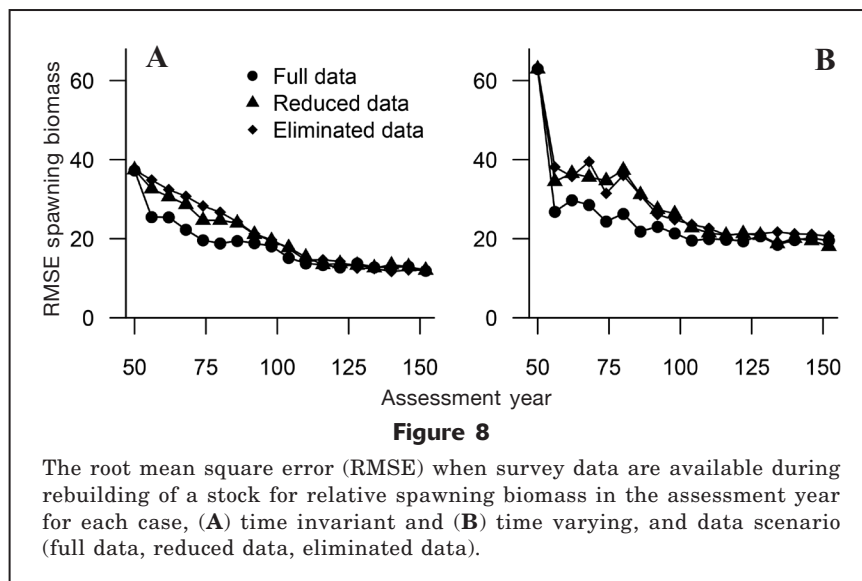 A
B
Full data
Reduced data
Eliminated data
RMSE spawning biomass
60
40
20
0
60
40
20
0
50 75 100 125 150
50 75 100 125 150
Assessment year
Figure 8
The root mean square error (RMSE) when survey data are available during
rebuilding of a stock for relative spawning biomass in the assessment year
for each case, (A) time invariant and (B) time varying, and data scenario
(full data, reduced data, eliminated data).